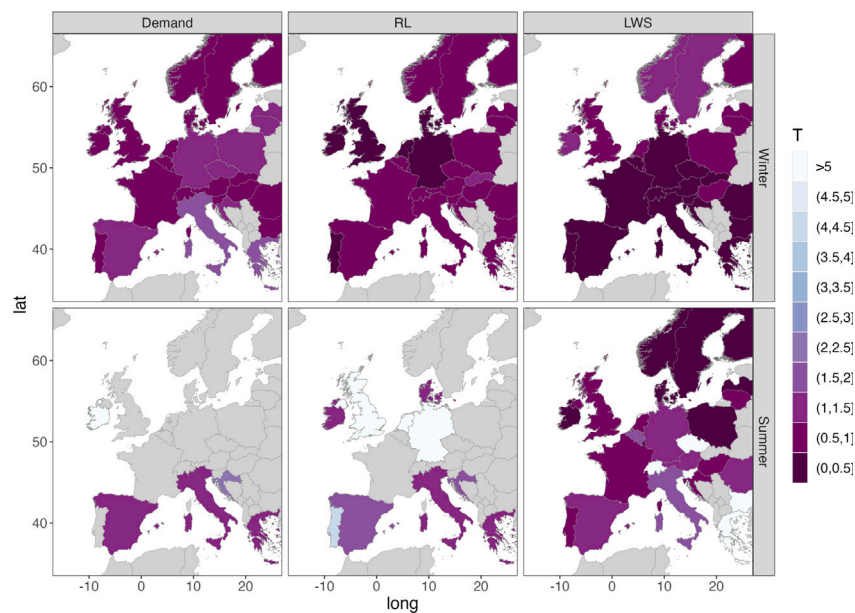 Demand
RL
LWS
60
50
40
Winter
60
50
40
Summer
lat
-10 0 10 20
-10 0 10 20
-10 0 10 20
long
T
>5
(4.5,5]
(4,4.5]
(3.5,4]
(3,3.5]
(2.5,3]
(2,2.5]
(1.5,2]
(1,1.5]
(0.5,1]
(0,0.5]